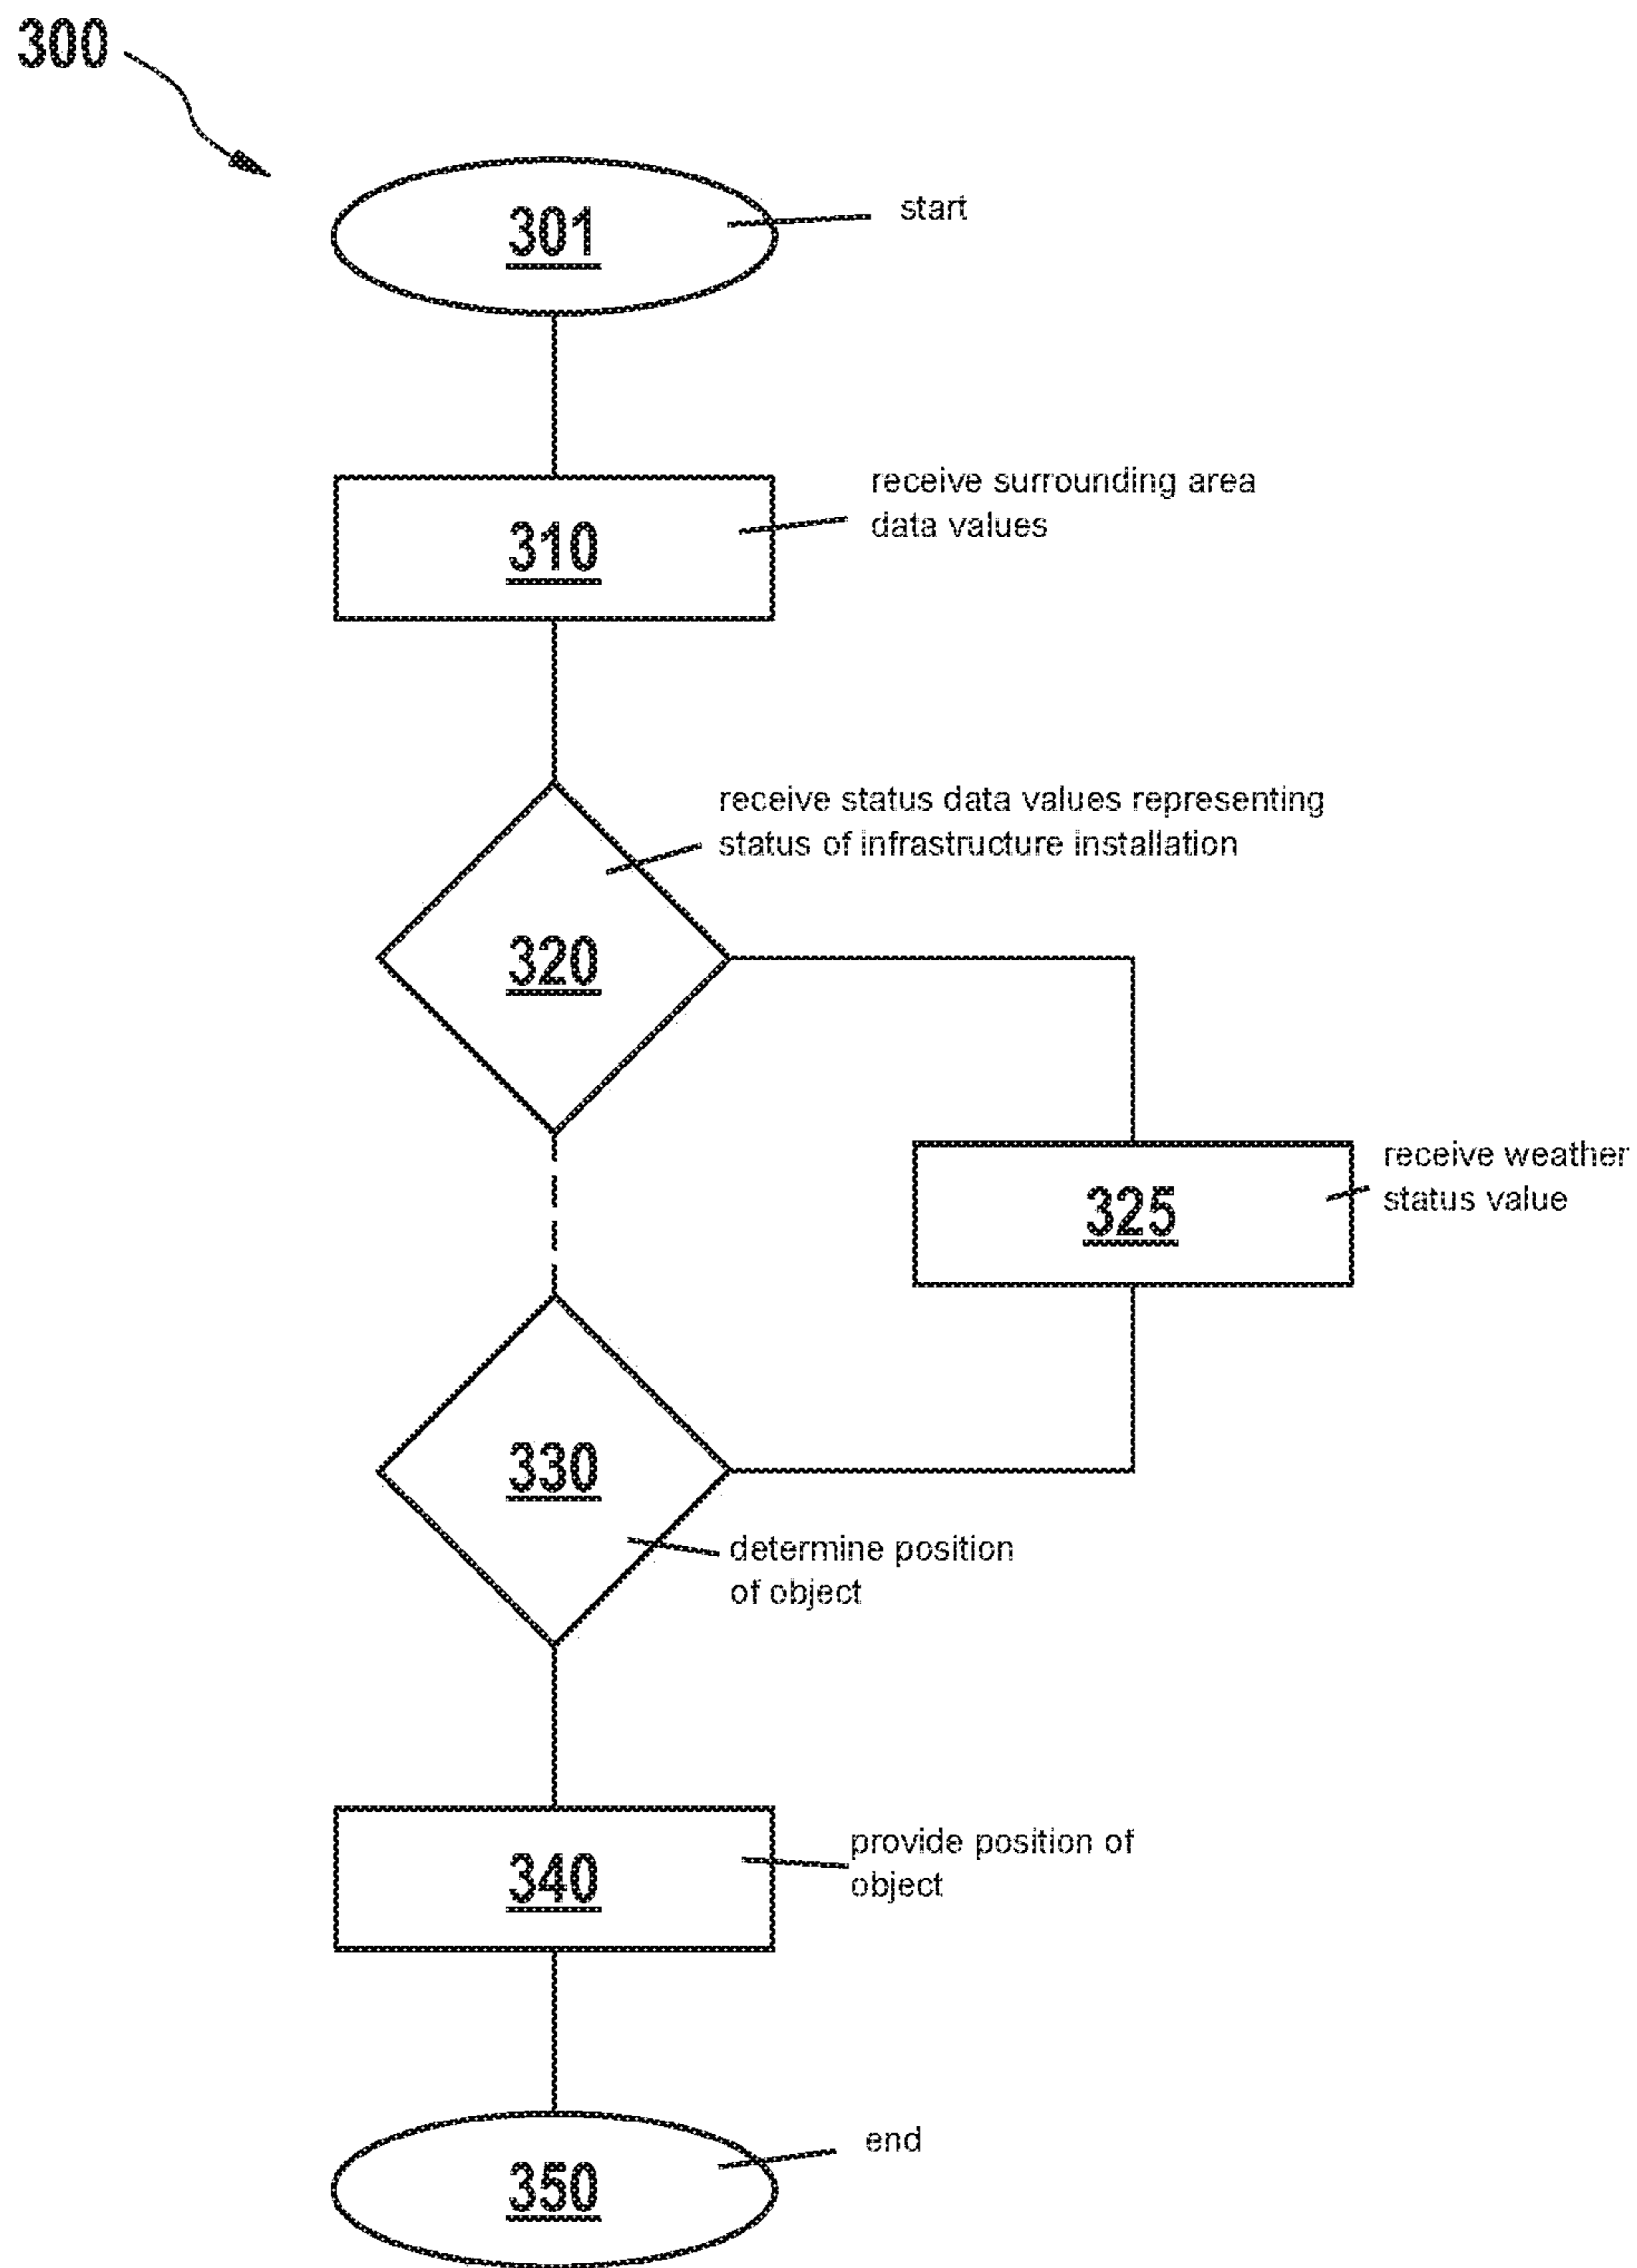 300
301
start
310
receive surrounding area
data values
receive status data values representing
status of infrastructure installation
320
325
receive weather
status value
330
determine position
of object
340
provide position of
object
350
end